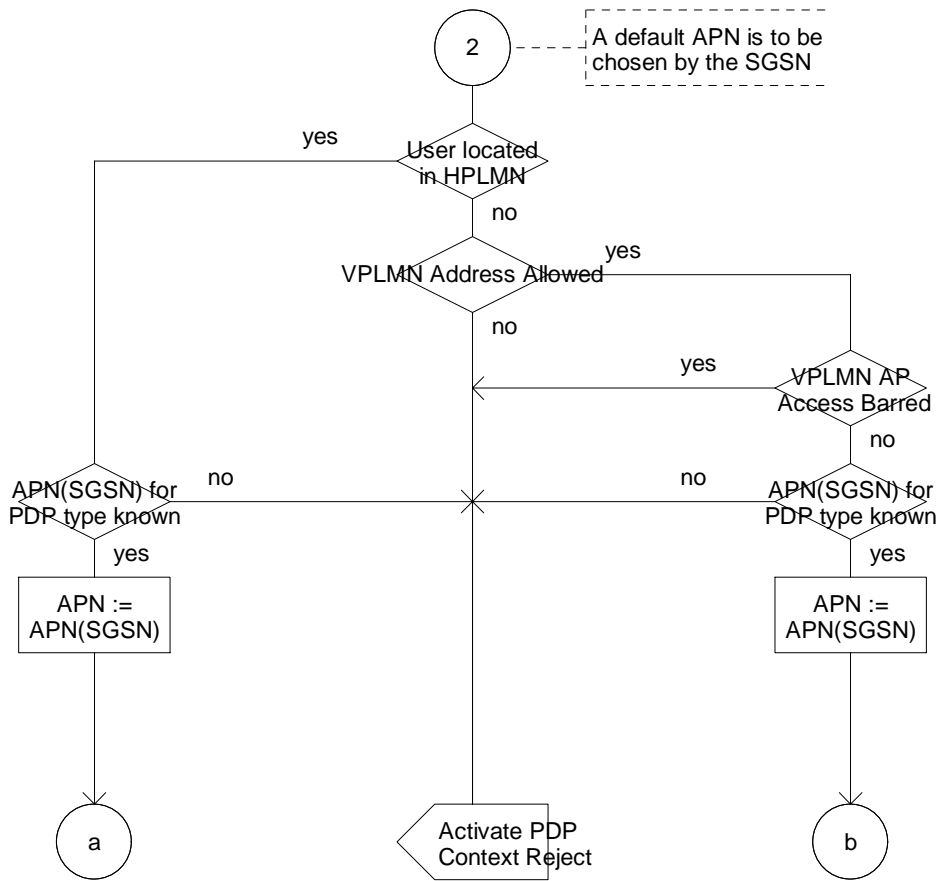 2
A default APN is to be
chosen by the SGSN
yes
User located
in HPLMN
no
VPLMN Address Allowed
yes
no
yes
VPLMN AP
Access Barred
no
APN(SGSN) for
PDP type known
no
no
APN(SGSN) for
PDP type known
yes
yes
APN :=
APN(SGSN)
APN :=
APN(SGSN)
a
Activate PDP
Context Reject
b